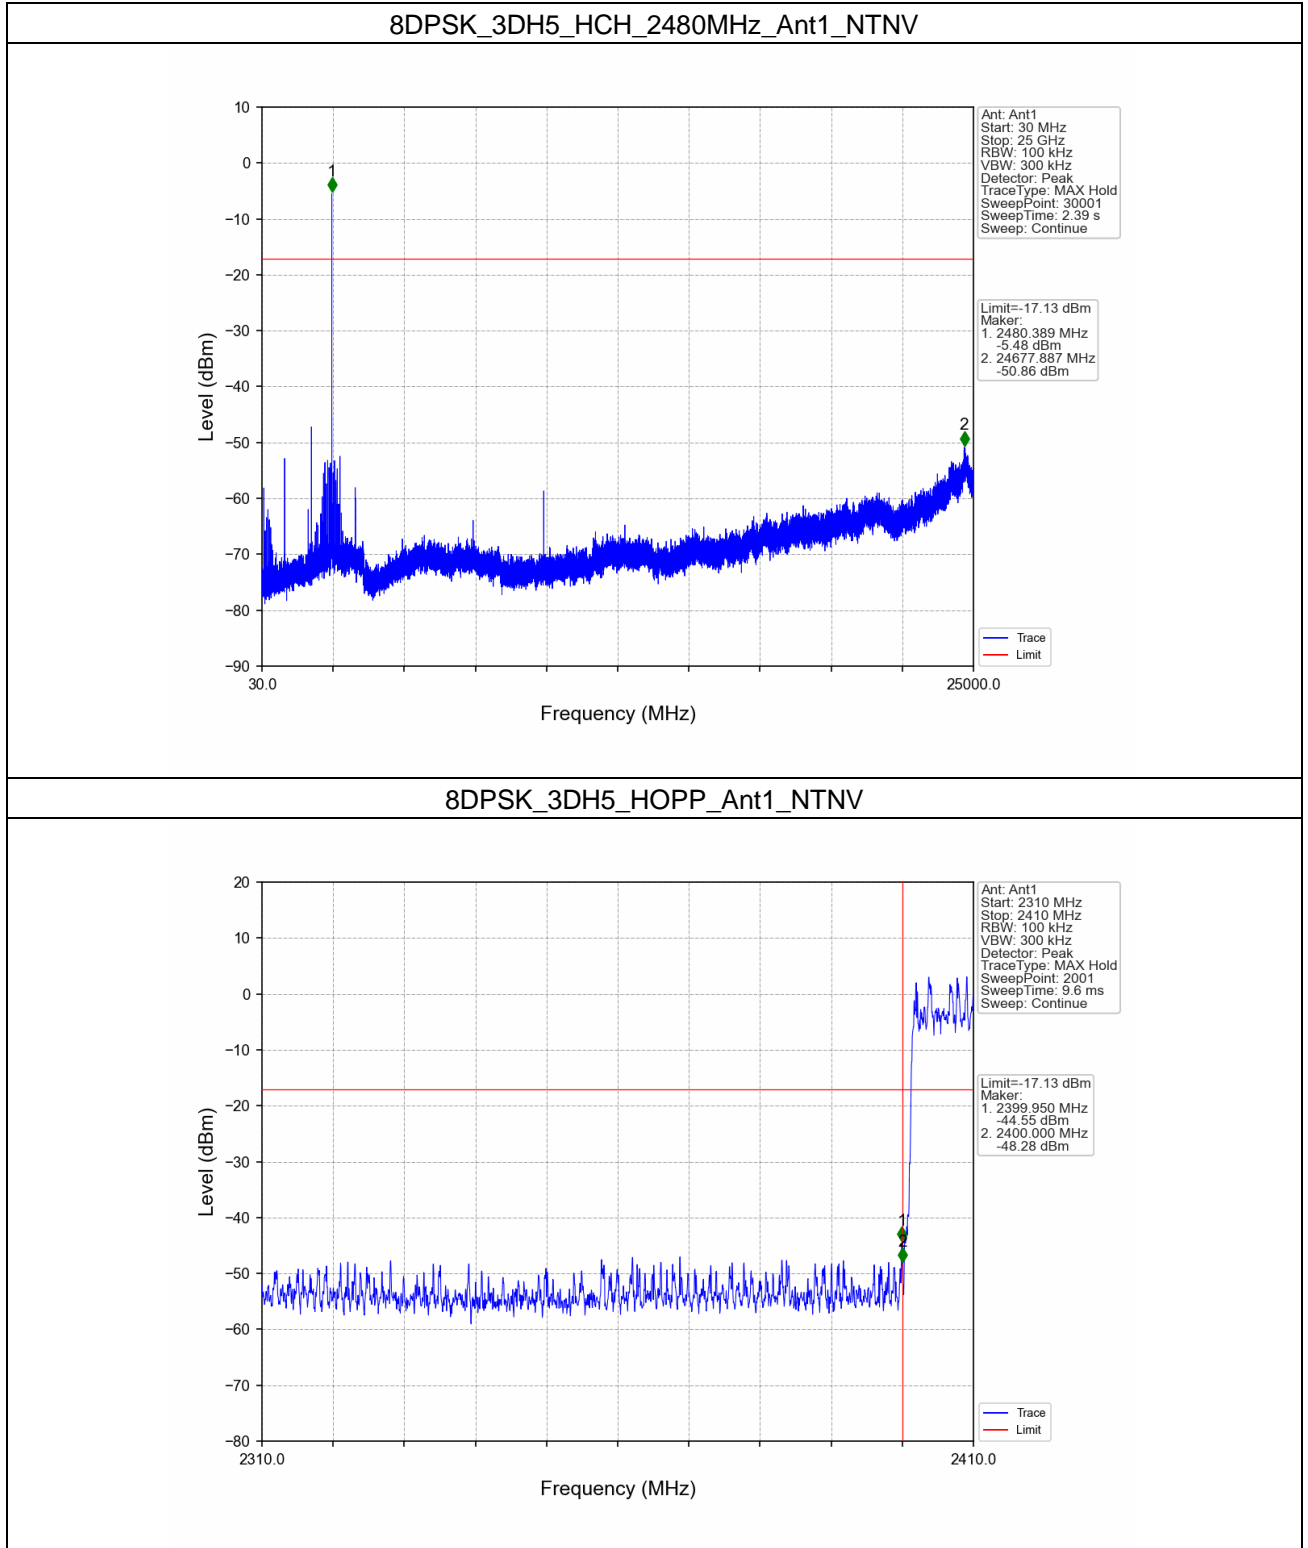 8DPSK_3DH5_HCH_2480MHz_Ant1_NTNV
10
0
−10
−20
−30
−40
−50
−60
−70
−80
−90
Level (dBm)
1
2
30.0
25000.0
Frequency (MHz)
Ant: Ant1
Start: 30 MHz
Stop: 25 GHz
RBW: 100 kHz
VBW: 300 kHz
Detector: Peak
TraceType: MAX Hold
SweepPoint: 30001
SweepTime: 2.39 s
Sweep: Continue
Limit=-17.13 dBm
Maker:
1. 2480.389 MHz
-5.48 dBm
2. 24677.887 MHz
-50.86 dBm
Trace
Limit
8DPSK_3DH5_HOPP_Ant1_NTNV
20
10
0
−10
−20
−30
−40
−50
−60
−70
−80
Level (dBm)
1
2
2310.0
2410.0
Frequency (MHz)
Ant: Ant1
Start: 2310 MHz
Stop: 2410 MHz
RBW: 100 kHz
VBW: 300 kHz
Detector: Peak
TraceType: MAX Hold
SweepPoint: 2001
SweepTime: 9.6 ms
Sweep: Continue
Limit=-17.13 dBm
Maker:
1. 2399.950 MHz
-44.55 dBm
2. 2400.000 MHz
-48.28 dBm
Trace
Limit